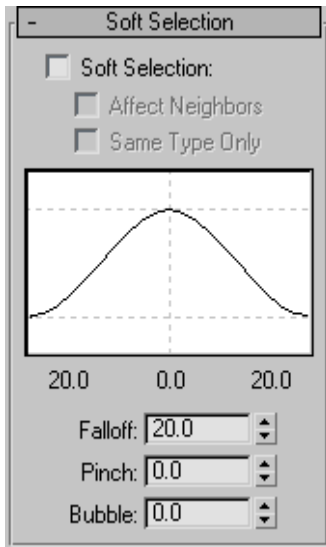 - Soft Selection
Soft Selection:
Affect Neighbors
Same Type Only
20.0 0.0 20.0
Falloff: 20.0
Pinch: 0.0
Bubble: 0.0